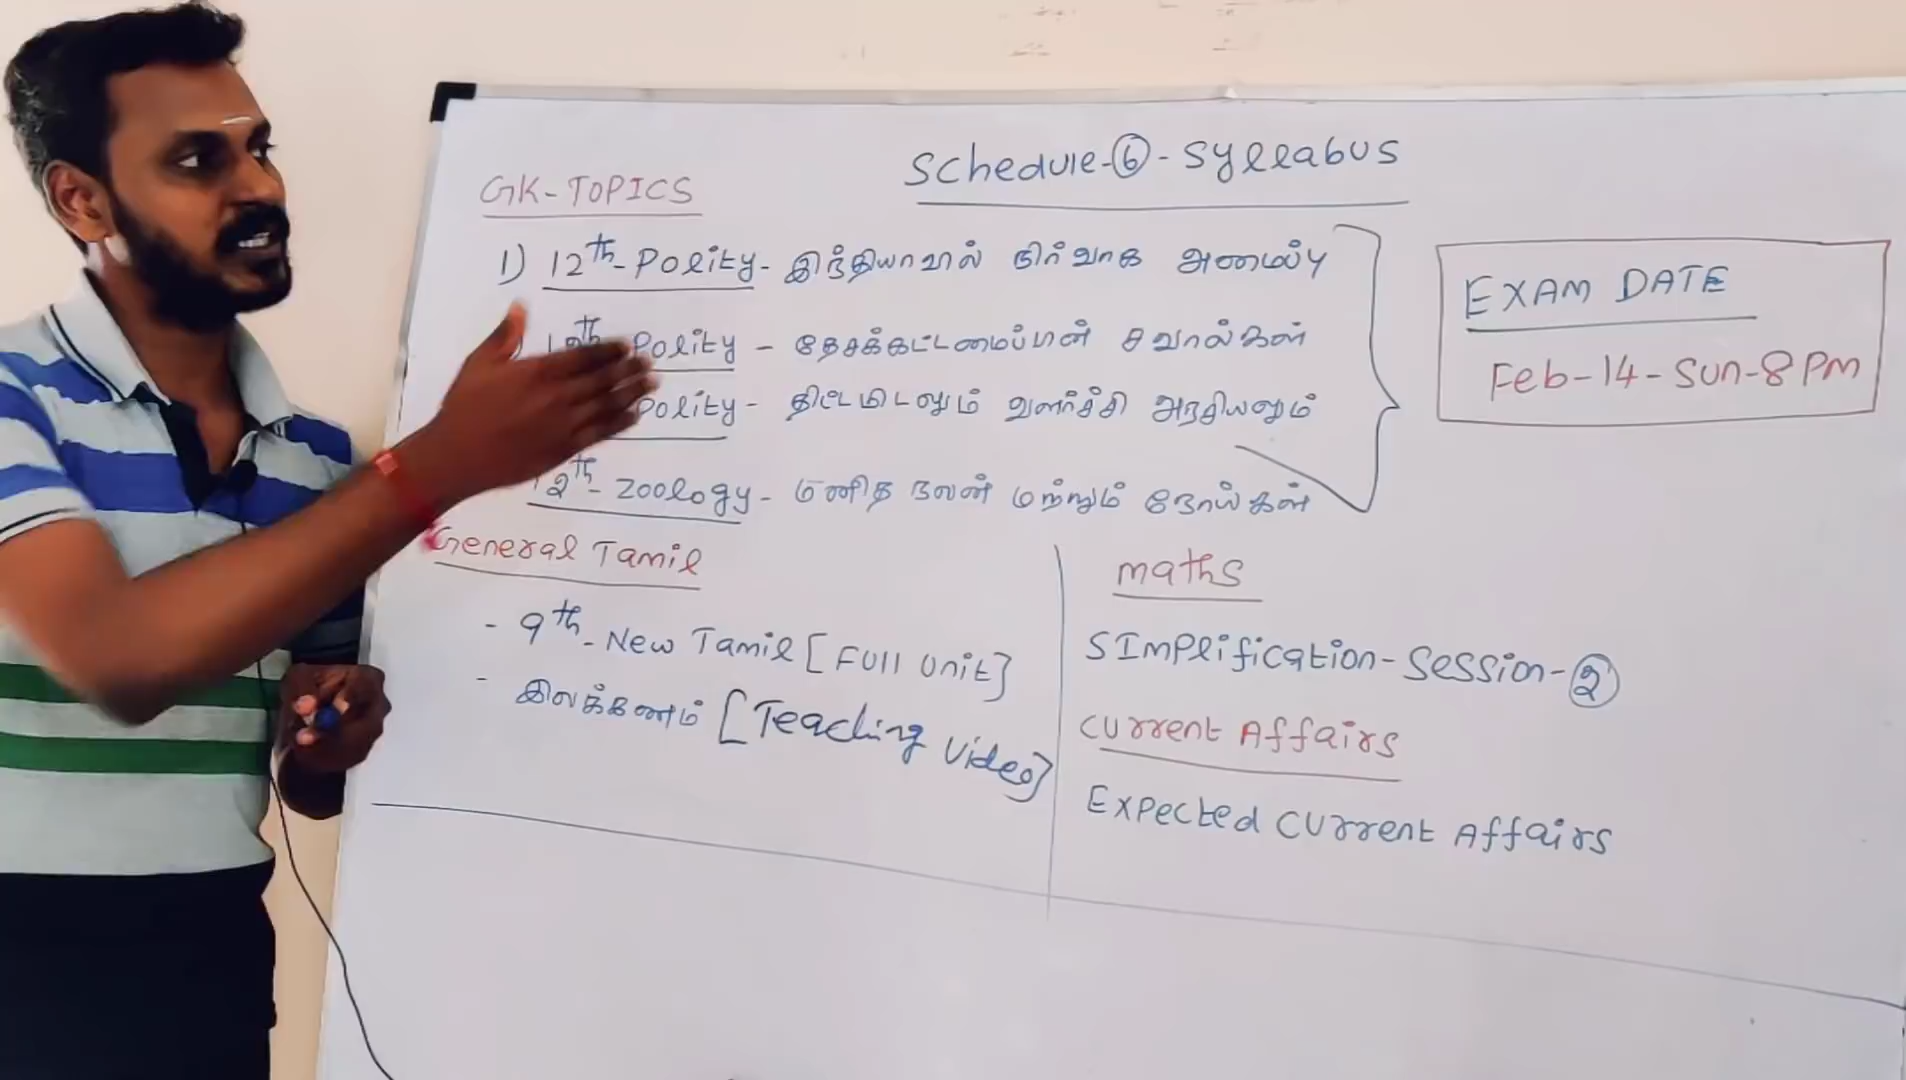 Schedule-6-Syllabus
GK-TOPICS
1) 12th-Polity- இந்தியாவில் நிர்வாக அமைப்பு
12th Polity - தேசக்கட்டமைப்பின் சவால்கள்
Polity- திட்டமிடலும் வளர்ச்சி அரசியலும்
12th-Zoology- மனித நலன் மற்றும் நோய்கள்
EXAM DATE
Feb-14-Sun-8PM
General Tamil
- 9th-New Tamil [Full Unit]
- இலக்கணம் [Teaching Video]
Maths
Simplification-Session-2
Current Affairs
Expected Current Affairs